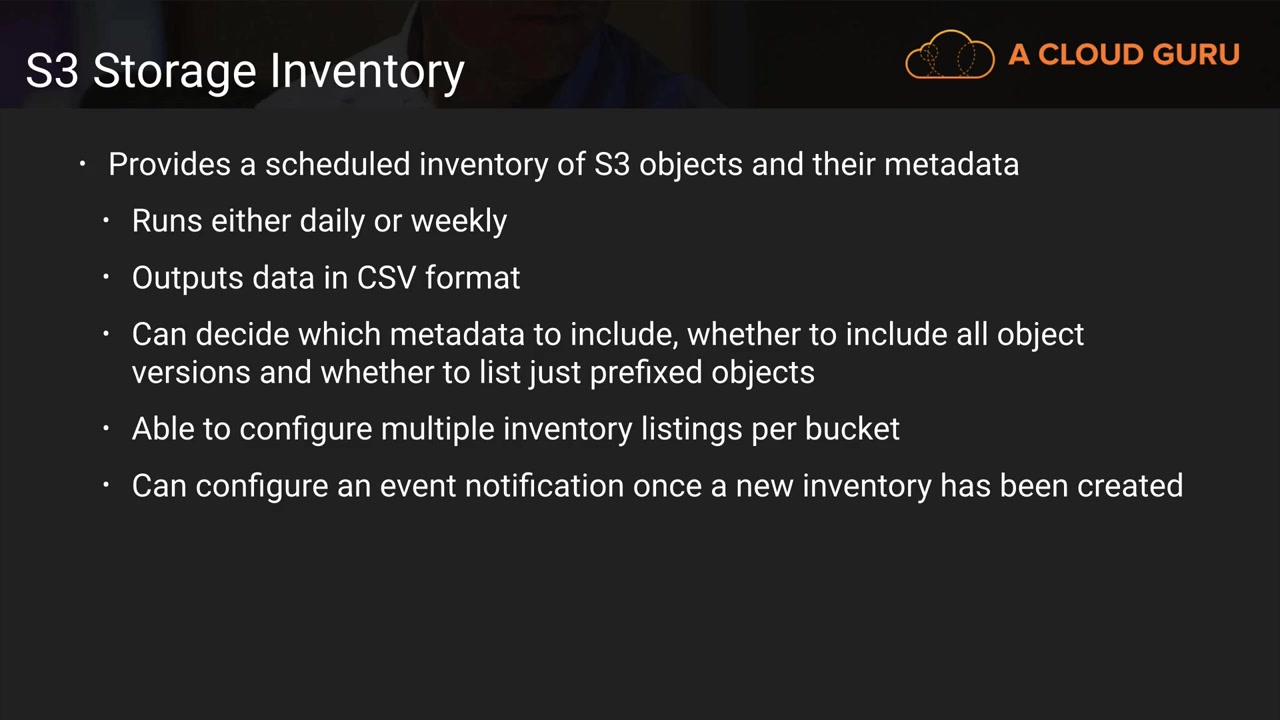 S3 Storage Inventory
A CLOUD GURU
• Provides a scheduled inventory of S3 objects and their metadata
• Runs either daily or weekly
• Outputs data in CSV format
• Can decide which metadata to include, whether to include all object
versions and whether to list just prefixed objects
• Able to configure multiple inventory listings per bucket
• Can configure an event notification once a new inventory has been created